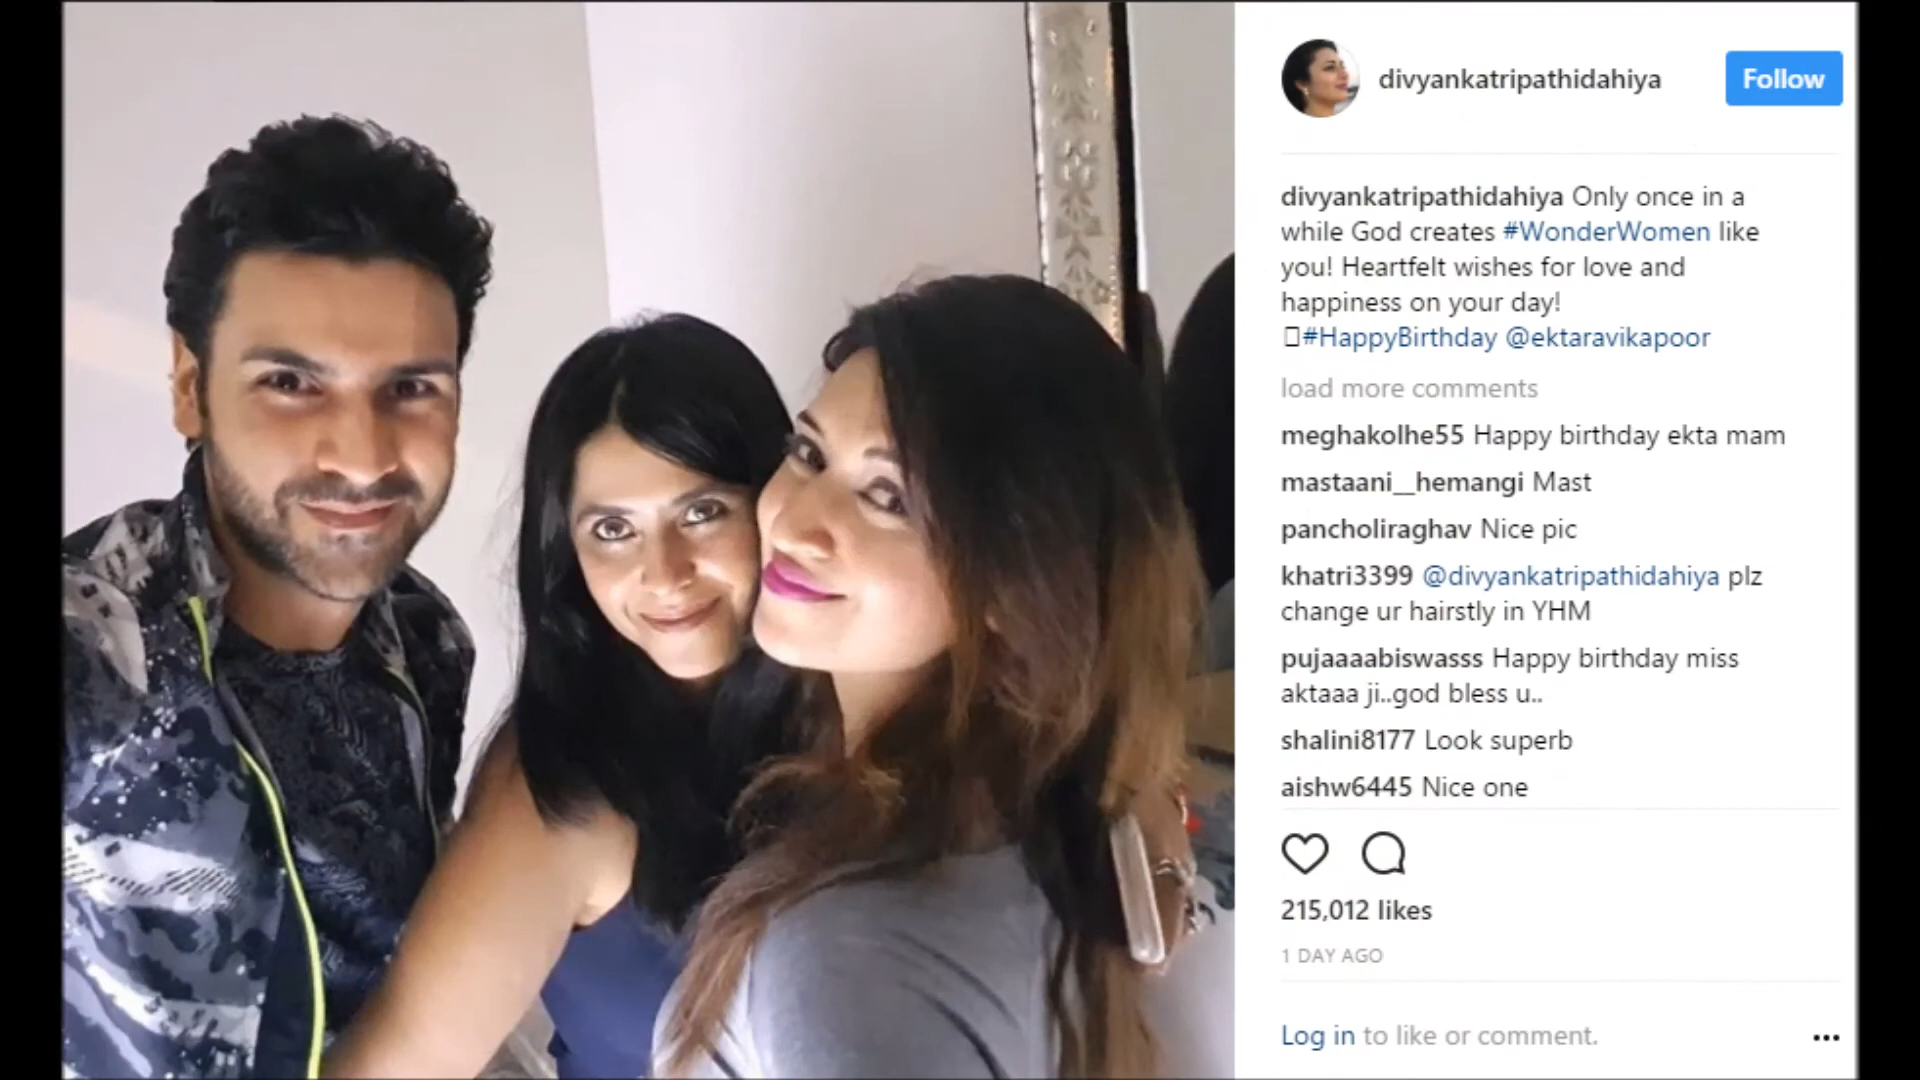 divyankatripathidahiya
Follow
divyankatripathidahiya Only once in a
while God creates #WonderWomen like
you! Heartfelt wishes for love and
happiness on your day!
#HappyBirthday @ektaravikapoor
load more comments
meghakolhe55 Happy birthday ekta mam
mastaani__hemangi Mast
pancholiraghav Nice pic
khatri3399 @divyankatripathidahiya plz
change ur hairstly in YHM
pujaaaabiswasss Happy birthday miss
aktaaa ji..god bless u..
shalini8177 Look superb
aishw6445 Nice one
215,012 likes
1 DAY AGO
Log in to like or comment.